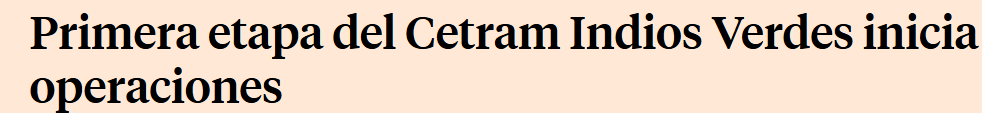 Primera etapa del Cetram Indios Verdes inicia
operaciones